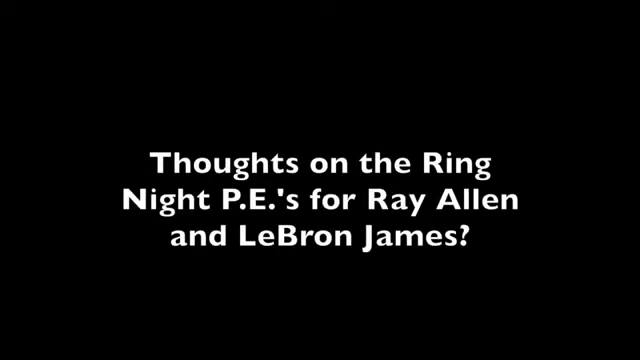 Thoughts on the Ring
Night P.E.'s for Ray Allen
and LeBron James?